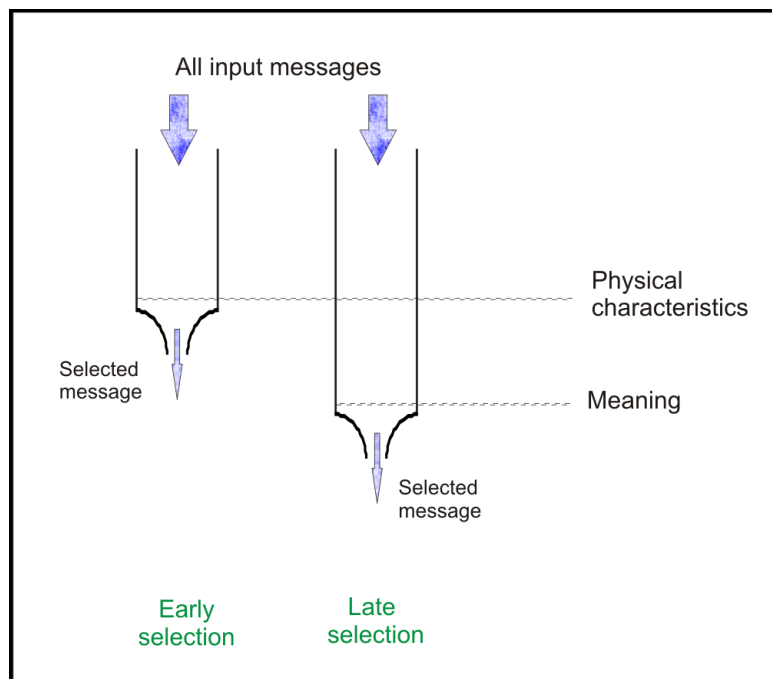 All input messages
Physical
characteristics
Selected
message
Meaning
Selected
message
Early
selection
Late
selection